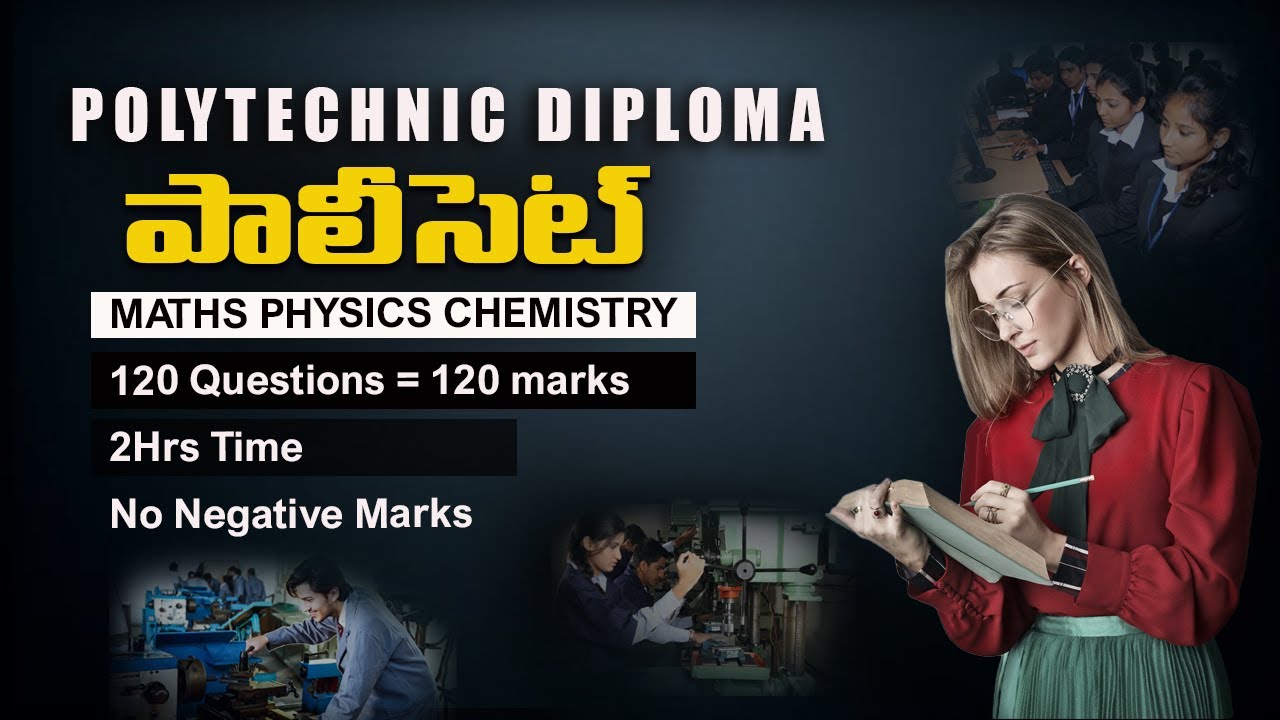 POLYTECHNIC DIPLOMA
పాలీసెట్
MATHS PHYSICS CHEMISTRY
120 Questions = 120 marks
2Hrs Time
No Negative Marks